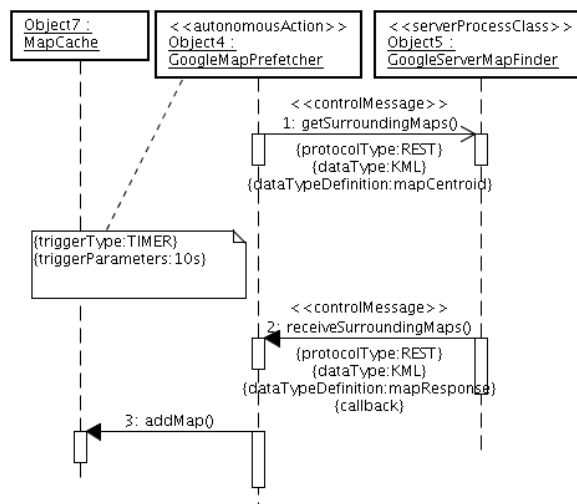 Object7 :
MapCache
<<autonomousAction>>
Object4 :
GoogleMapPrefetcher
<<serverProcessClass>>
Object5 :
GoogleServerMapFinder
<<controlMessage>>
1: getSurroundingMaps()
{protocolType:REST}
{dataType:KML}
{dataTypeDefinition:mapCentroid}
{triggerType:TIMER}
{triggerParameters:10s}
<<controlMessage>>
2: receiveSurroundingMaps()
{protocolType:REST}
{dataType:KML}
{dataTypeDefinition:mapResponse}
{callback}
3: addMap()